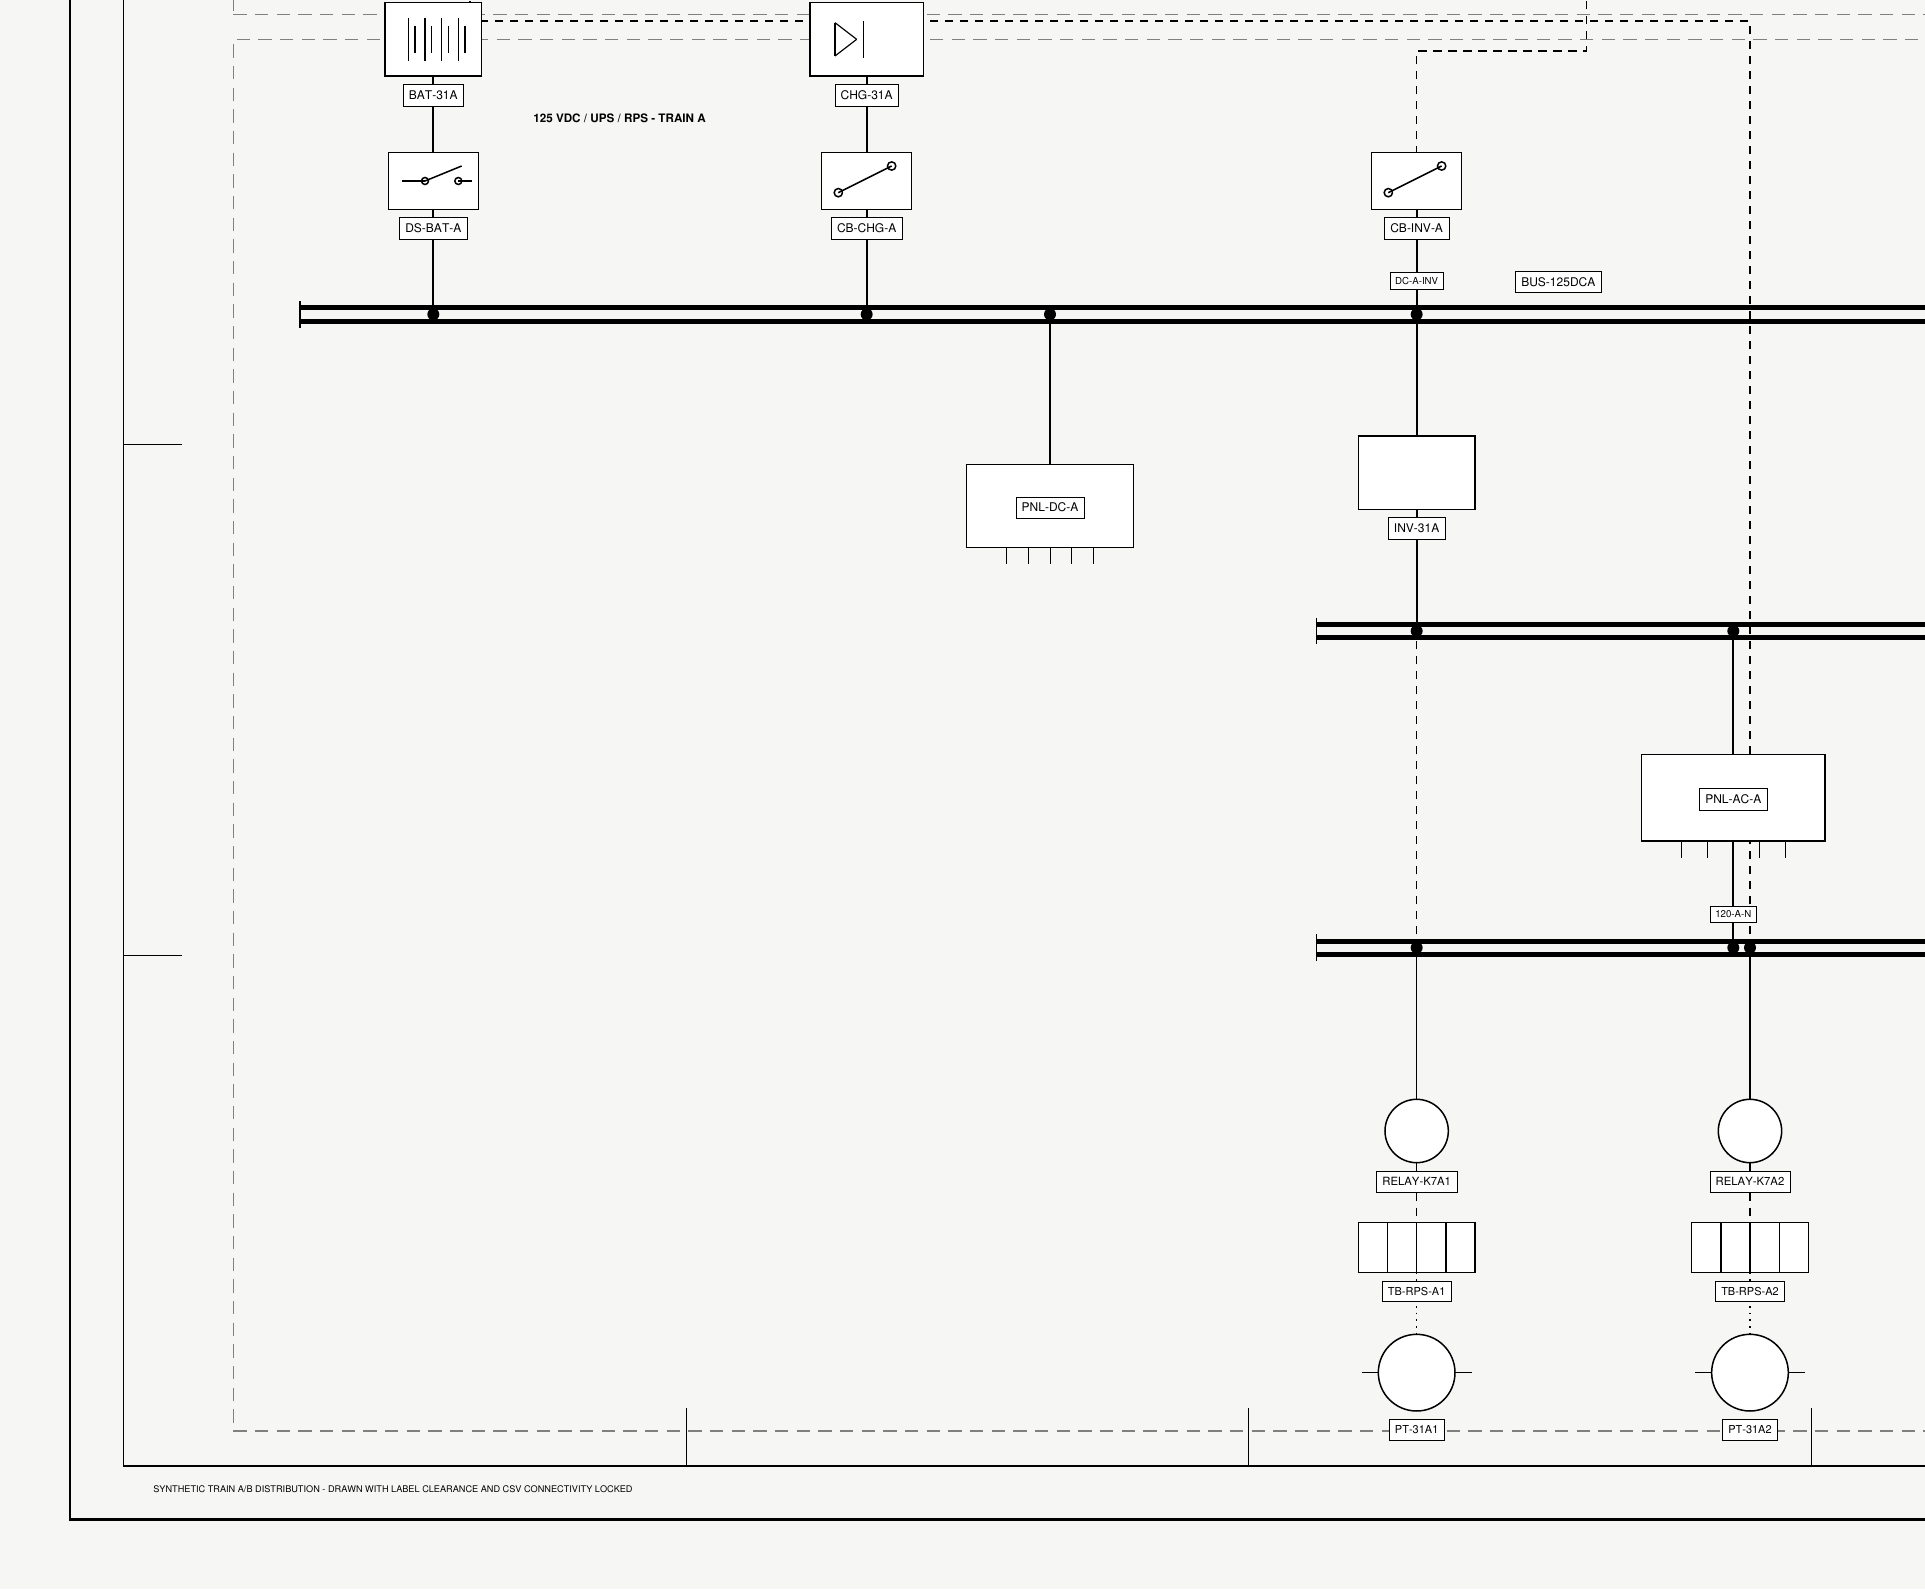 BAT-31A
CHG-31A
125 VDC / UPS / RPS - TRAIN A
DS-BAT-A
CB-CHG-A
CB-INV-A
DC-A-INV
BUS-125DCA
PNL-DC-A
INV-31A
PNL-AC-A
120-A-N
RELAY-K7A1
RELAY-K7A2
TB-RPS-A1
TB-RPS-A2
PT-31A1
PT-31A2
SYNTHETIC TRAIN A/B DISTRIBUTION - DRAWN WITH LABEL CLEARANCE AND CSV CONNECTIVITY LOCKED